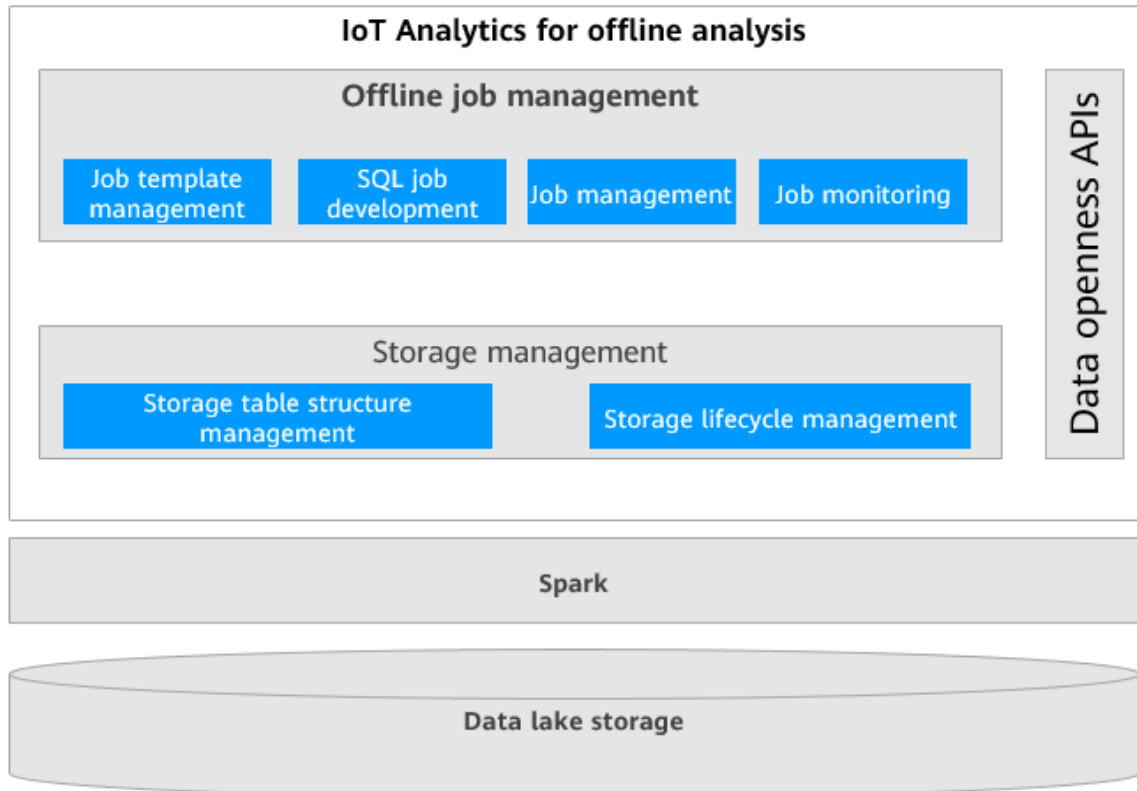 IoT Analytics for offline analysis
Offline job management
Job template
management
SQL job
development
Job management
Job monitoring
Storage management
Storage table structure
management
Storage lifecycle management
Data openness APIs
Spark
Data lake storage